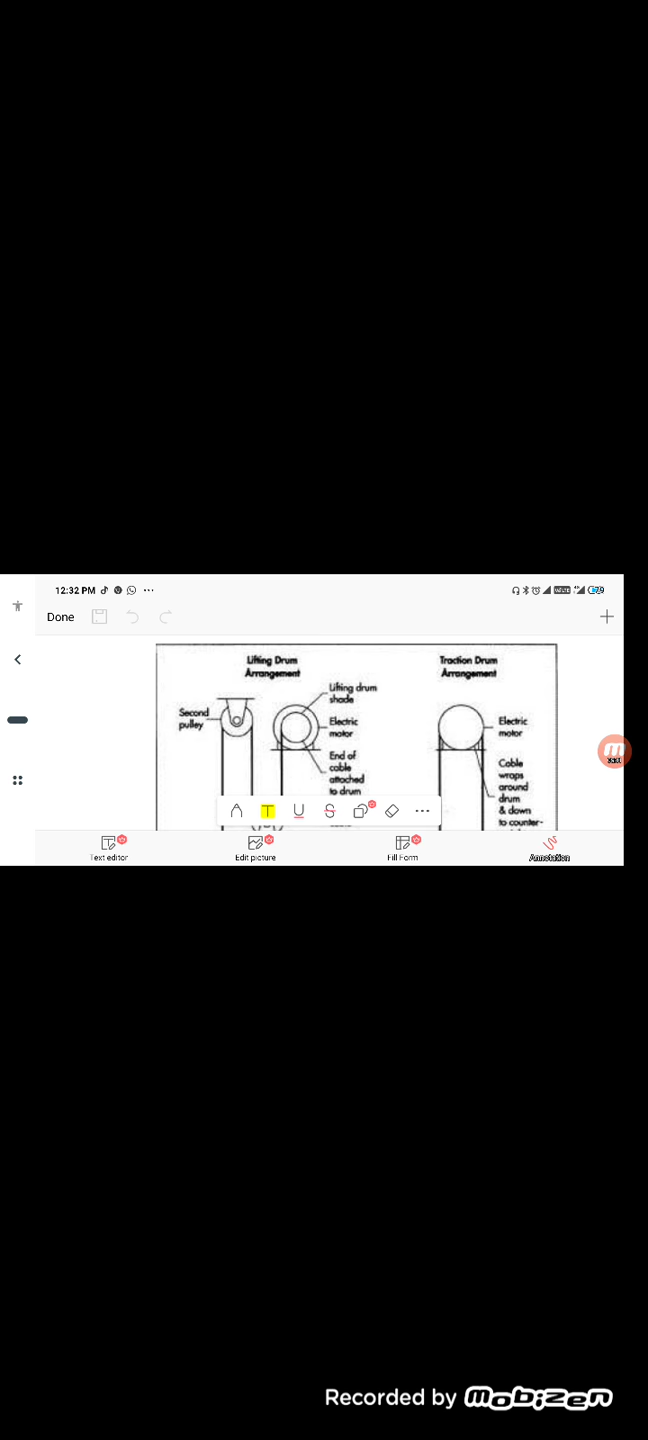 12:32 PM
Done
Lifting Drum
Arrangement
Traction Drum
Arrangement
Second
pulley
Lifting drum
shade
Electric
motor
End of
cable
attached
to drum
Electric
motor
Cable
wraps
around
drum
& down
to counter-
T
U
S
Text editor
Edit picture
Fill Form
Annotation
Recorded by Mobizen